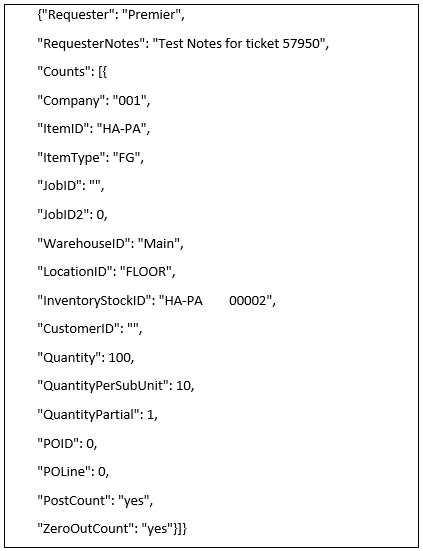 {"Requester": "Premier",
"RequesterNotes": "Test Notes for ticket 57950",
"Counts": [{
"Company": "001",
"ItemID": "HA-PA",
"ItemType": "FG",
"JobID": "",
"JobID2": 0,
"WarehouseID": "Main",
"LocationID": "FLOOR",
"InventoryStockID": "HA-PA       00002",
"CustomerID": "",
"Quantity": 100,
"QuantityPerSubUnit": 10,
"QuantityPartial": 1,
"POID": 0,
"POLine": 0,
"PostCount": "yes",
"ZeroOutCount": "yes"}]}